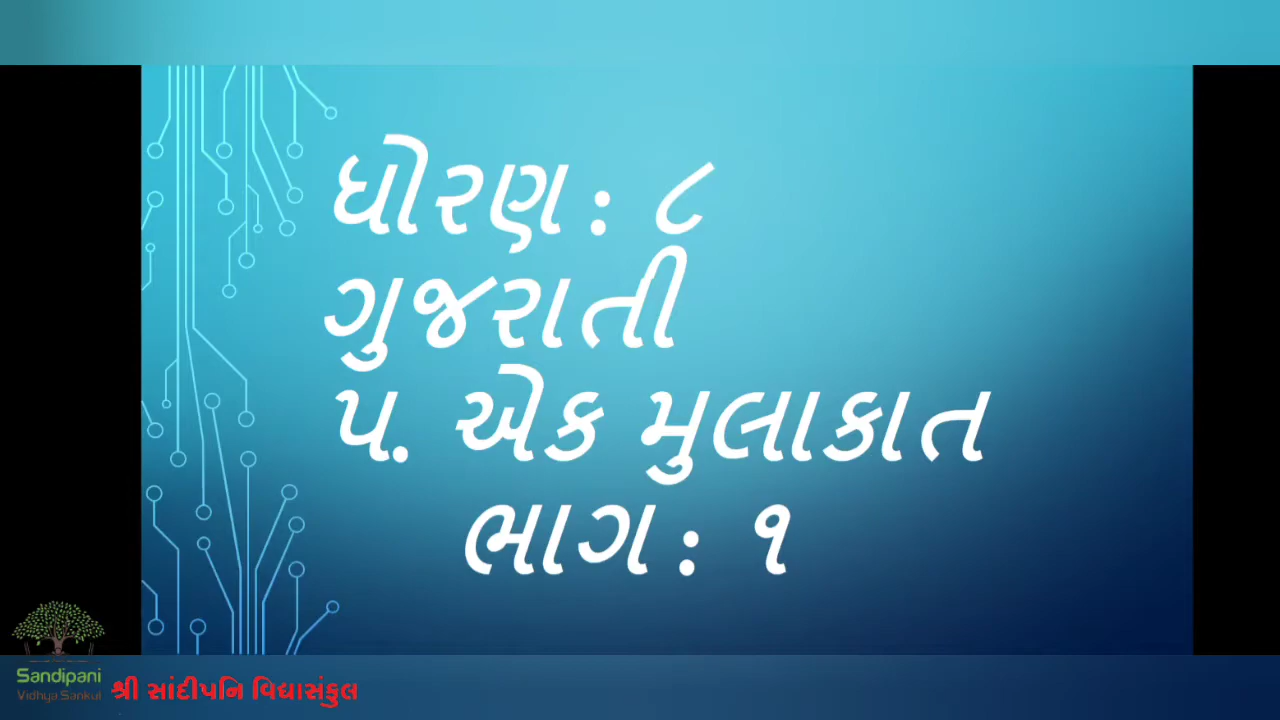 ધોરણ : ૮
ગુજરાતી
૫. એક મુલાકાત
ભાગ : ૧
Sandipani
Vidhya Sankul
શ્રી સાંદીપનિ વિદ્યાસંકુલ